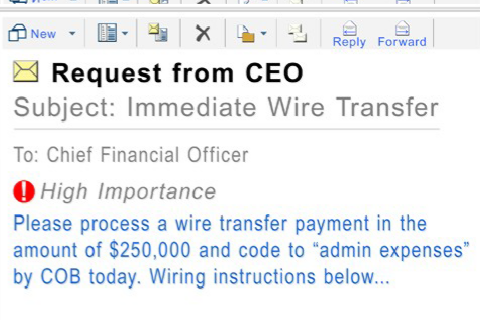 New
Reply Forward
Request from CEO
Subject: Immediate Wire Transfer
To: Chief Financial Officer
High Importance
Please process a wire transfer payment in the
amount of $250,000 and code to “admin expenses”
by COB today. Wiring instructions below...